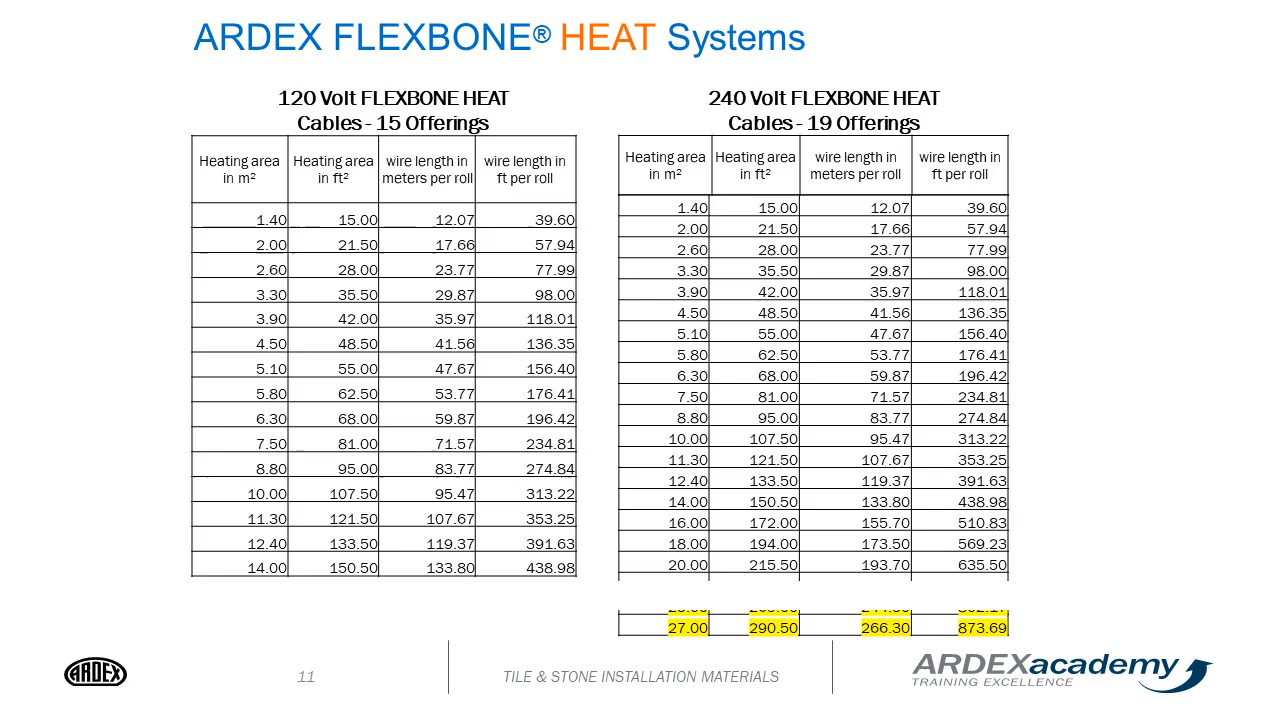 ARDEX FLEXBONE® HEAT Systems
120 Volt FLEXBONE HEAT
Cables - 15 Offerings
Heating area in m² Heating area in ft² wire length in meters per roll wire length in ft per roll
1.40 15.00 12.07 39.60
2.00 21.50 17.66 57.94
2.60 28.00 23.77 77.99
3.30 35.50 29.87 98.00
3.90 42.00 35.97 118.01
4.50 48.50 41.56 136.35
5.10 55.00 47.67 156.40
5.80 62.50 53.77 176.41
6.30 68.00 59.87 196.42
7.50 81.00 71.57 234.81
8.80 95.00 83.77 274.84
10.00 107.50 95.47 313.22
11.30 121.50 107.67 353.25
12.40 133.50 119.37 391.63
14.00 150.50 133.80 438.98
240 Volt FLEXBONE HEAT
Cables - 19 Offerings
Heating area in m² Heating area in ft² wire length in meters per roll wire length in ft per roll
1.40 15.00 12.07 39.60
2.00 21.50 17.66 57.94
2.60 28.00 23.77 77.99
3.30 35.50 29.87 98.00
3.90 42.00 35.97 118.01
4.50 48.50 41.56 136.35
5.10 55.00 47.67 156.40
5.80 62.50 53.77 176.41
6.30 68.00 59.87 196.42
7.50 81.00 71.57 234.81
8.80 95.00 83.77 274.84
10.00 107.50 95.47 313.22
11.30 121.50 107.67 353.25
12.40 133.50 119.37 391.63
14.00 150.50 133.80 438.98
16.00 172.00 155.70 510.83
18.00 194.00 173.50 569.23
20.00 215.50 193.70 635.50
27.00 290.50 266.30 873.69
ARDEX
11
TILE & STONE INSTALLATION MATERIALS
ARDEXacademy
TRAINING EXCELLENCE